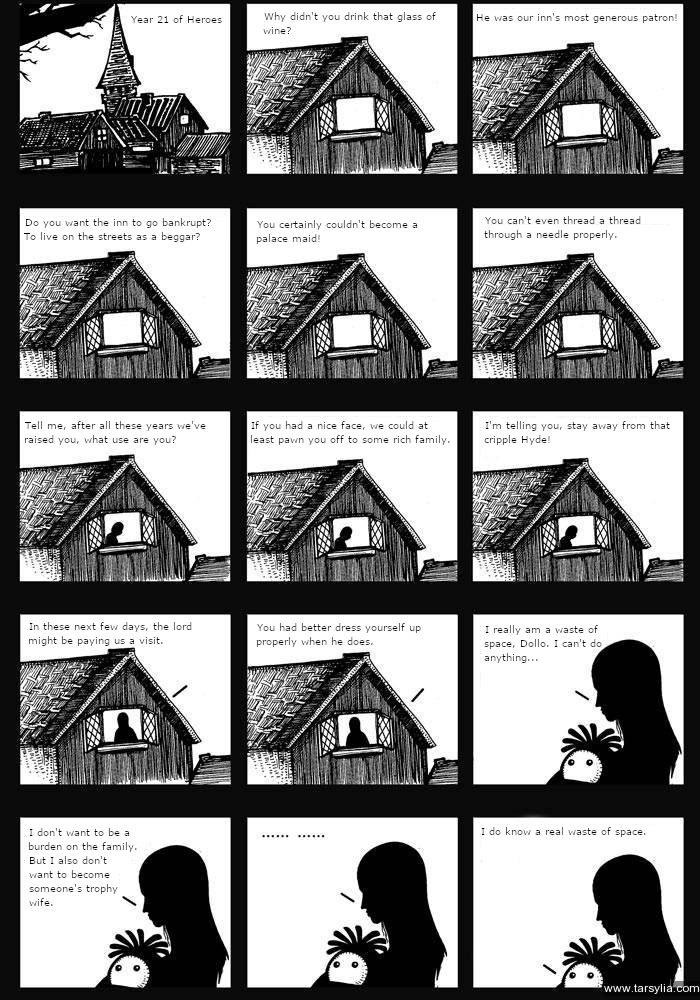 Year 21 of Heroes
Why didn't you drink that glass of
wine?
He was our inn's most generous patron!
Do you want the inn to go bankrupt?
To live on the streets as a beggar?
You certainly couldn't become a
palace maid!
You can't even thread a thread
through a needle properly.
Tell me, after all these years we've
raised you, what use are you?
If you had a nice face, we could at
least pawn you off to some rich family.
I'm telling you, stay away from that
cripple Hyde!
In these next few days, the lord
might be paying us a visit.
You had better dress yourself up
properly when he does.
I really am a waste of
space, Dollo. I can't do
anything...
I don't want to be a
burden on the family.
But I also don't
want to become
someone's trophy
wife.
...... ......
I do know a real waste of space.
www.tarsylia.com